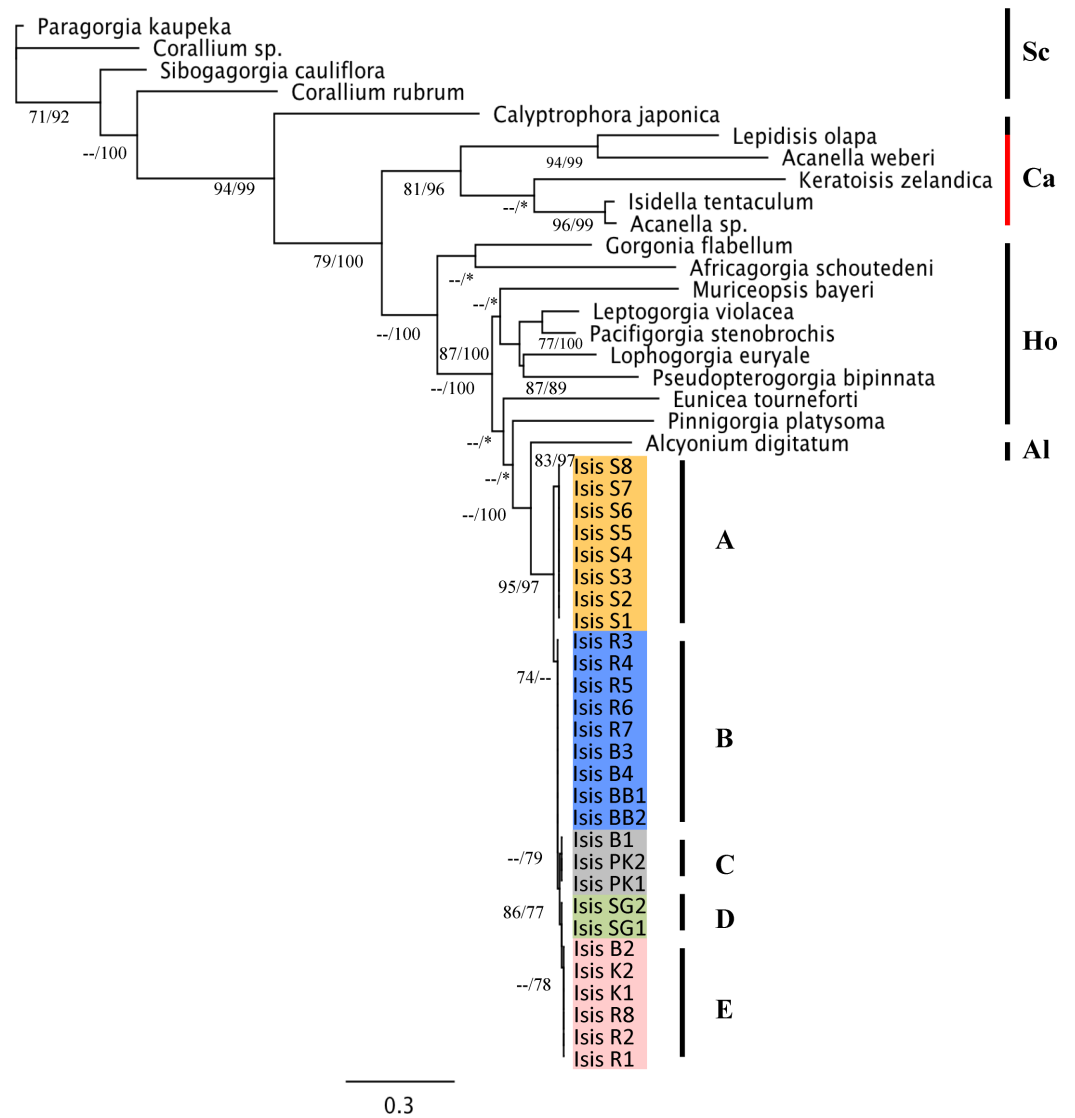 Paragorgia kaupeka
Corallium sp.
Sc
Sibogagorgia cauliflora
Corallium rubrum
71/92
Calyptrophora japonica
--/100
Lepidisis olapa
94/99
Acanella weberi
Ca
94/99
81/96
Keratoisis zelandica
Isidella tentaculum
--/*
96/99
Acanella sp.
Gorgonia flabellum
79/100
--/*
Africagorgia schoutedeni
Muriceopsis bayeri
--/*
Leptogorgia violacea
--/100
Pacifigorgia stenobrochis
77/100
Ho
87/100
Lophogorgia euryale
Pseudopterogorgia bipinnata
--/100
87/89
Eunicea tourneforti
Pinnigorgia platysoma
--/*
Alcyonium digitatum
Al
83/97
Isis S8
--/*
Isis S7
--/100
Isis S6
Isis S5
A
Isis S4
Isis S3
95/97
Isis S2
Isis S1
Isis R3
Isis R4
74/--
Isis R5
Isis R6
Isis R7
B
Isis B3
Isis B4
Isis BB1
Isis BB2
Isis B1
--/79
Isis PK2
C
Isis PK1
Isis SG2
86/77
D
Isis SG1
Isis B2
Isis K2
--/78
Isis K1
E
Isis R8
Isis R2
Isis R1
0.3